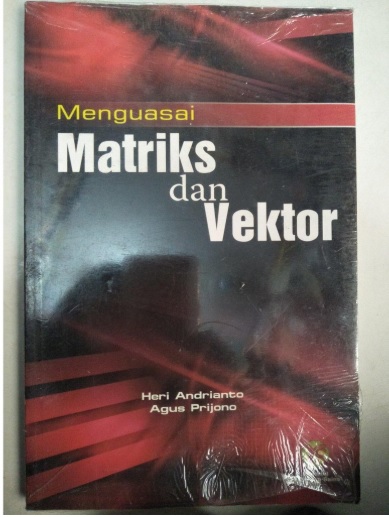 Menguasai
Matriks
dan
Vektor
Heri Andrianto
Agus Prijono